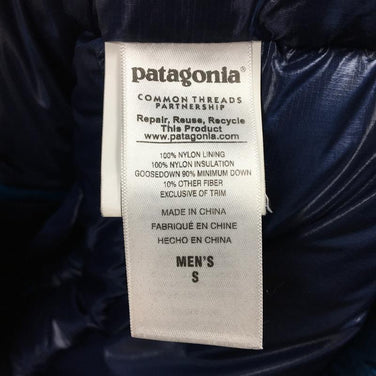 patagonia®
COMMON THREADS
PARTNERSHIP
Repair, Reuse, Recycle
This Product
www.patagonia.com
100% NYLON LINING
100% NYLON INSULATION
GOOSEDOWN 90% MINIMUM DOWN
10% OTHER FIBER
EXCLUSIVE OF TRIM
MADE IN CHINA
FABRIQUÉ EN CHINE
HECHO EN CHINA
MEN'S
S